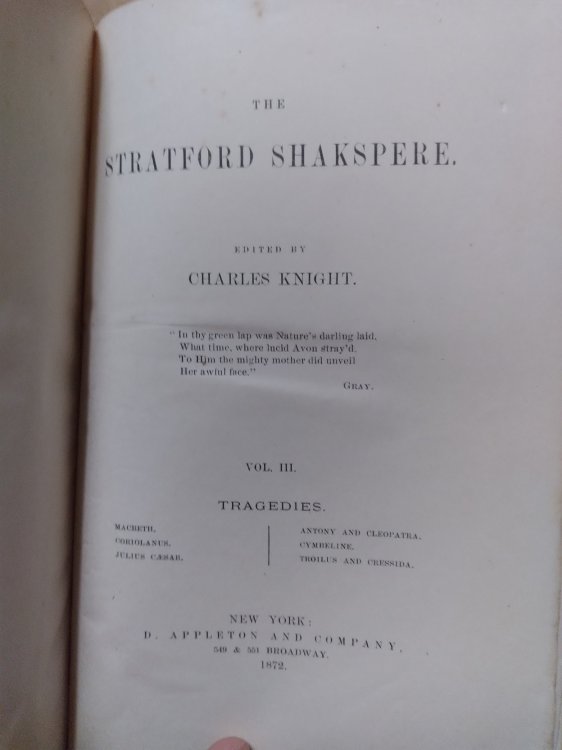 THE
STRATFORD SHAKSPERE.
EDITED BY
CHARLES KNIGHT.
"In thy green lap was Nature's darling laid,
What time, where lucid Avon stray'd,
To Him the mighty mother did unveil
Her awful face."
GRAY.
VOL. III.
TRAGEDIES.
MACBETH,
CORIOLANUS,
JULIUS CÆSAR,
ANTONY AND CLEOPATRA,
CYMBELINE,
TROILUS AND CRESSIDA.
NEW YORK:
D. APPLETON AND COMPANY,
549 & 551 BROADWAY.
1872.